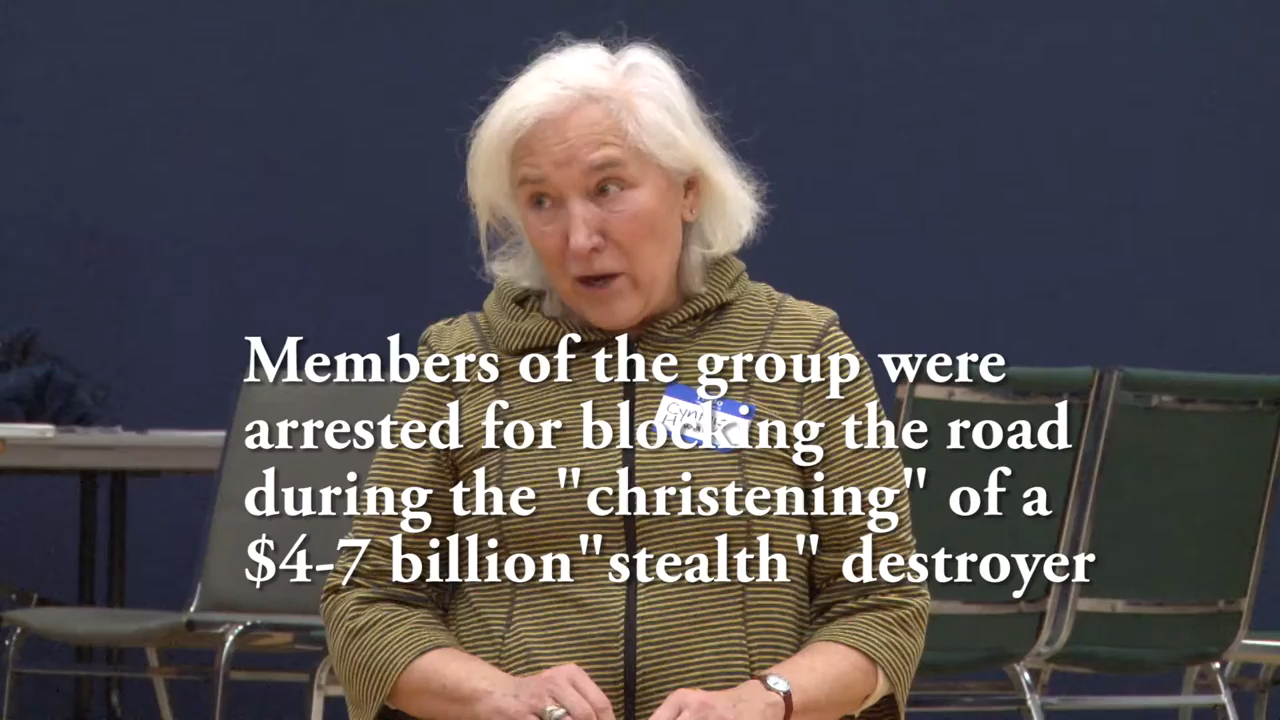 Members of the group were
arrested for blocking the road
during the "christening" of a
$4-7 billion"stealth" destroyer